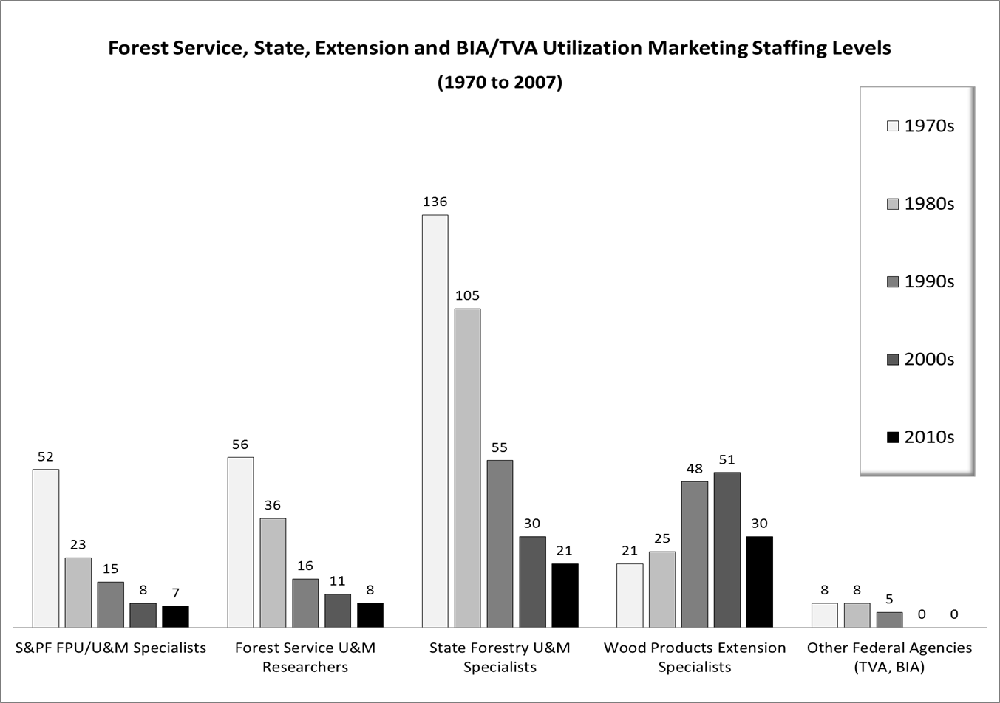 Forest Service, State, Extension and BIA/TVA Utilization Marketing Staffing Levels
(1970 to 2007)
1970s
1980s
1990s
2000s
2010s
52
23
15
8
7
56
36
16
11
8
136
105
55
30
21
21
25
48
51
30
8
8
5
0
0
S&PF FPU/U&M Specialists
Forest Service U&M
Researchers
State Forestry U&M
Specialists
Wood Products Extension
Specialists
Other Federal Agencies
(TVA, BIA)